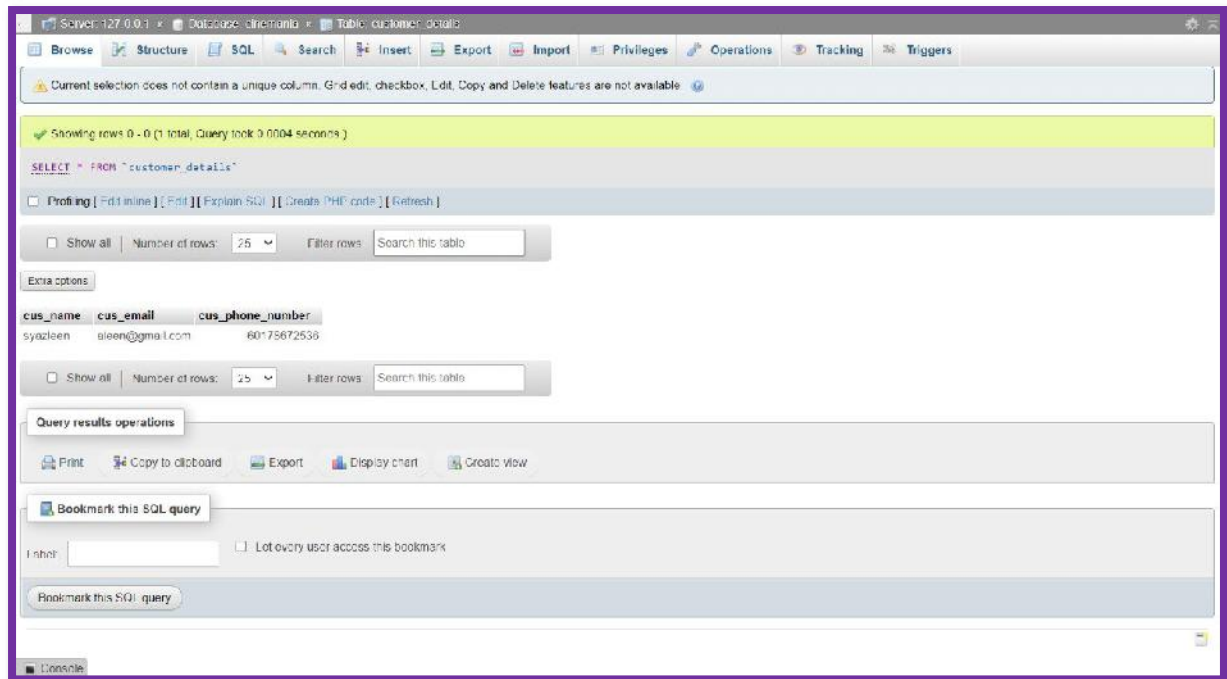 Server: 127.0.0.1 » Database: cinemania » Table: customer_details
Browse Structure SQL Search Insert Export Import Privileges Operations Tracking Triggers
Current selection does not contain a unique column. Grid edit, checkbox, Edit, Copy and Delete features are not available.
Showing rows 0 - 0 (1 total, Query took 0.0004 seconds.)
SELECT * FROM `customer_details`
Profiling [ Edit inline ] [ Edit ] [ Explain SQL ] [ Create PHP code ] [ Refresh ]
Show all | Number of rows: 25 Filter rows: Search this table
Extra options
cus_name cus_email cus_phone_number
syazleen aleen@gmail.com 60178672536
Show all | Number of rows: 25 Filter rows: Search this table
Query results operations
Print Copy to clipboard Export Display chart Create view
Bookmark this SQL query
Label: Let every user access this bookmark
Bookmark this SQL query
Console